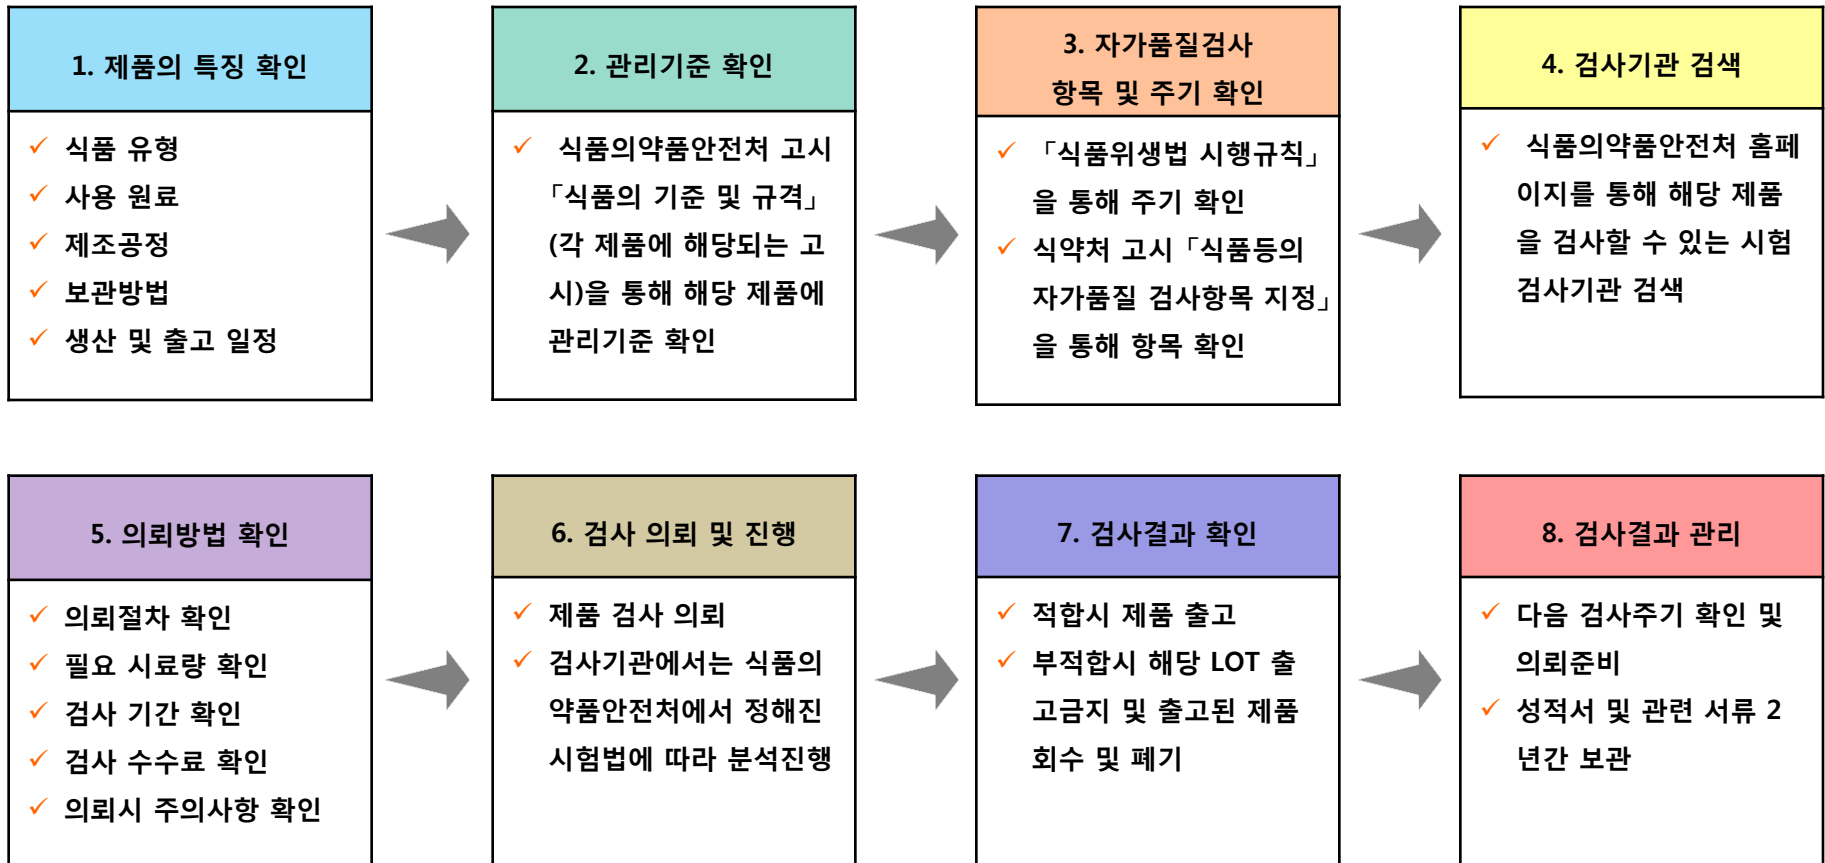 1. 제품의 특징 확인
✓ 식품 유형
✓ 사용 원료
✓ 제조공정
✓ 보관방법
✓ 생산 및 출고 일정
2. 관리기준 확인
✓ 식품의약품안전처 고시
「식품의 기준 및 규격」
(각 제품에 해당되는 고
시)을 통해 해당 제품에
관리기준 확인
3. 자가품질검사
항목 및 주기 확인
✓ 「식품위생법 시행규칙」
을 통해 주기 확인
✓ 식약처 고시「식품등의
자가품질 검사항목 지정」
을 통해 항목 확인
4. 검사기관 검색
✓ 식품의약품안전처 홈페
이지를 통해 해당 제품
을 검사할 수 있는 시험
검사기관 검색
5. 의뢰방법 확인
✓ 의뢰절차 확인
✓ 필요 시료량 확인
✓ 검사 기간 확인
✓ 검사 수수료 확인
✓ 의뢰시 주의사항 확인
6. 검사 의뢰 및 진행
✓ 제품 검사 의뢰
✓ 검사기관에서는 식품의
약품안전처에서 정해진
시험법에 따라 분석진행
7. 검사결과 확인
✓ 적합시 제품 출고
✓ 부적합시 해당 LOT 출
고금지 및 출고된 제품
회수 및 폐기
8. 검사결과 관리
✓ 다음 검사주기 확인 및
의뢰준비
✓ 성적서 및 관련 서류 2
년간 보관